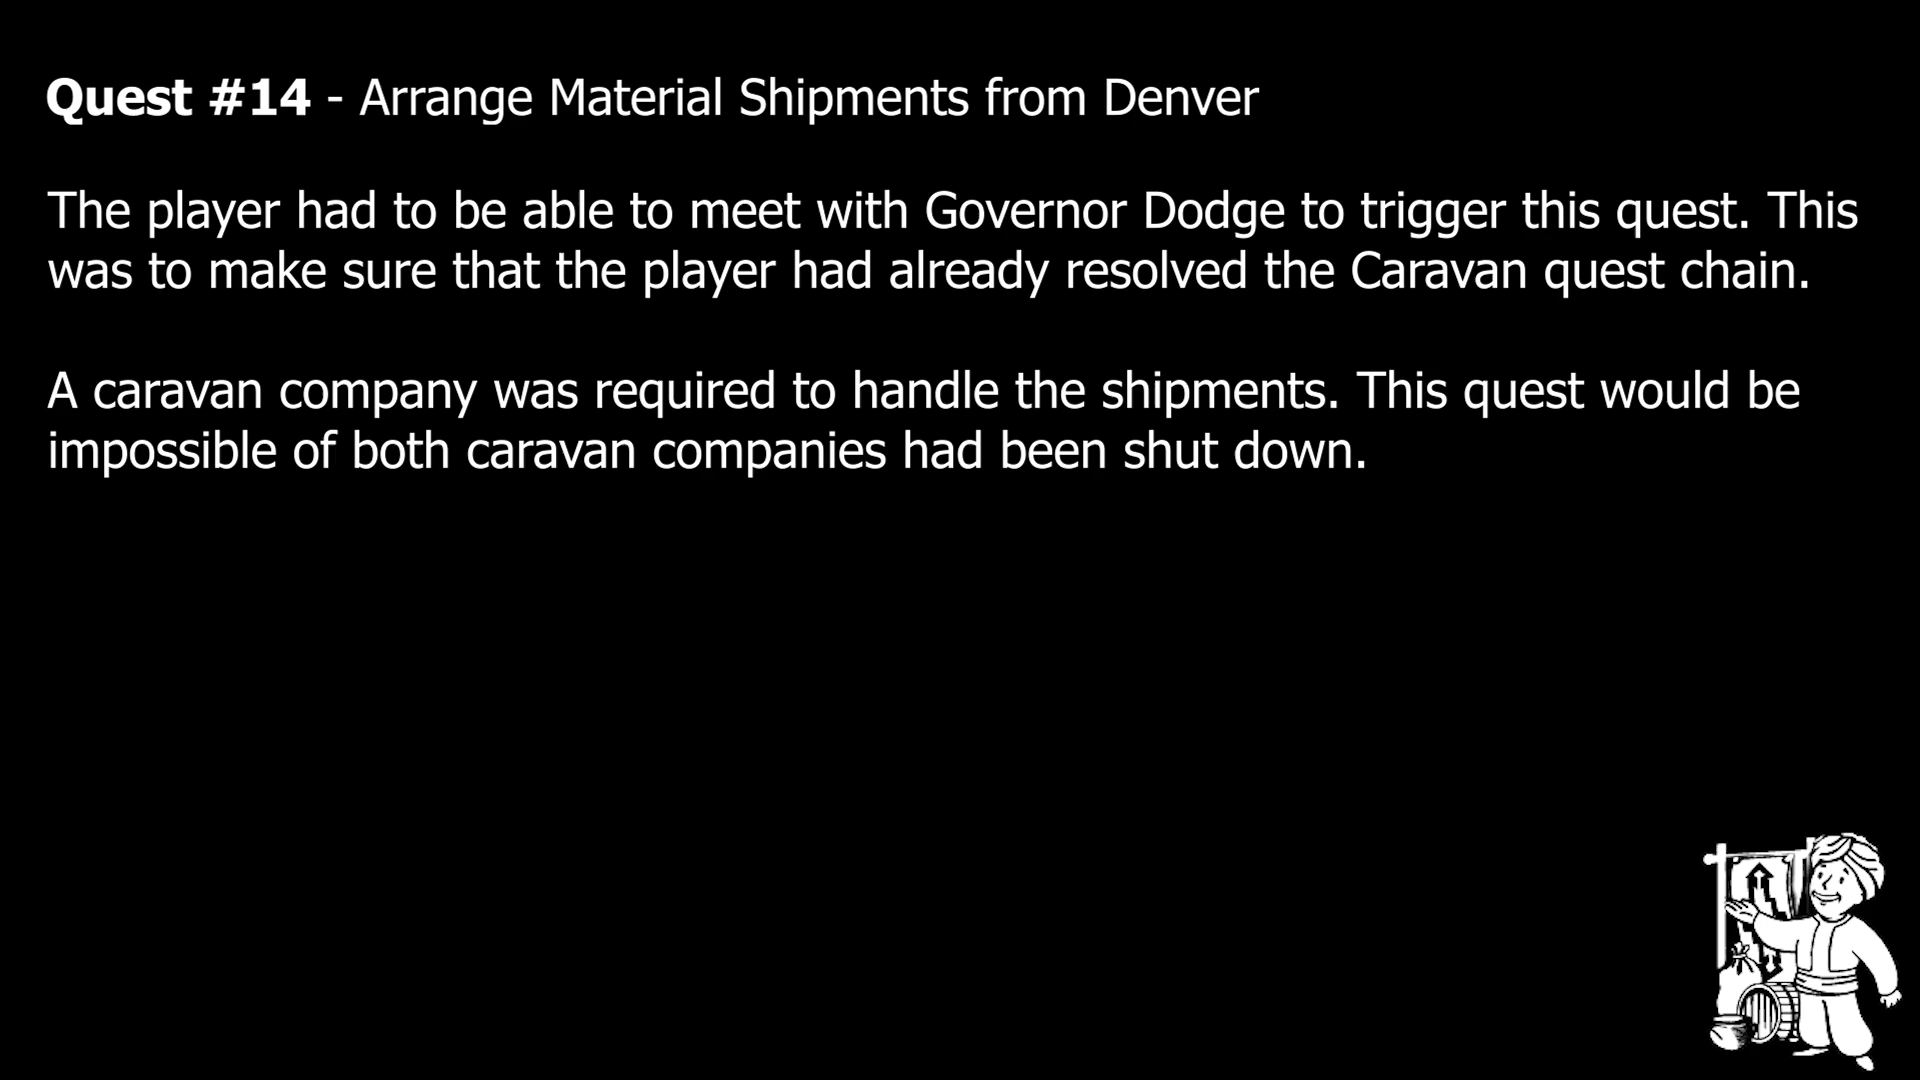 Quest #14 - Arrange Material Shipments from Denver
The player had to be able to meet with Governor Dodge to trigger this quest. This
was to make sure that the player had already resolved the Caravan quest chain.
A caravan company was required to handle the shipments. This quest would be
impossible of both caravan companies had been shut down.